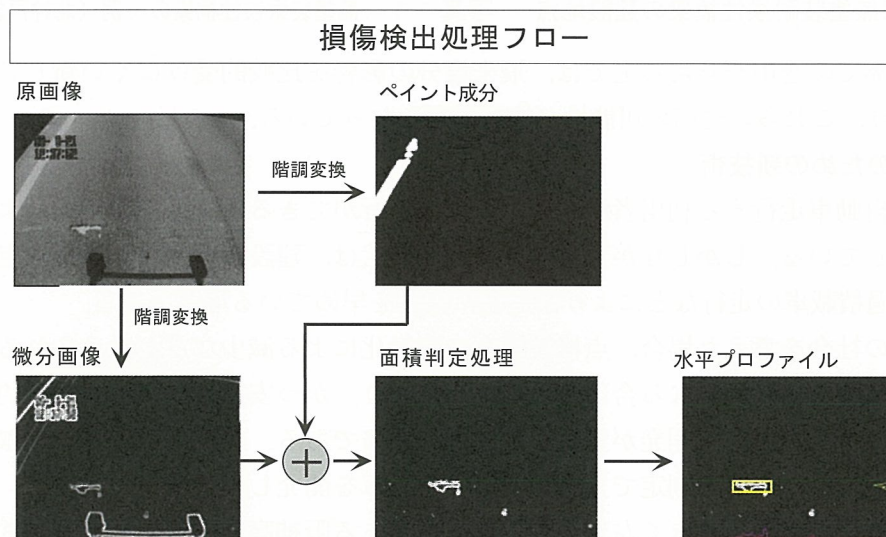 損傷検出処理フロー
原画像
ペイント成分
階調変換
階調変換
微分画像
面積判定処理
水平プロファイル